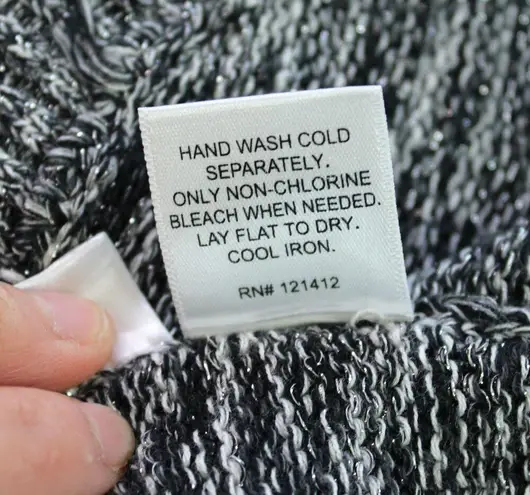 HAND WASH COLD
SEPARATELY.
ONLY NON-CHLORINE
BLEACH WHEN NEEDED.
LAY FLAT TO DRY.
COOL IRON.
RN# 121412